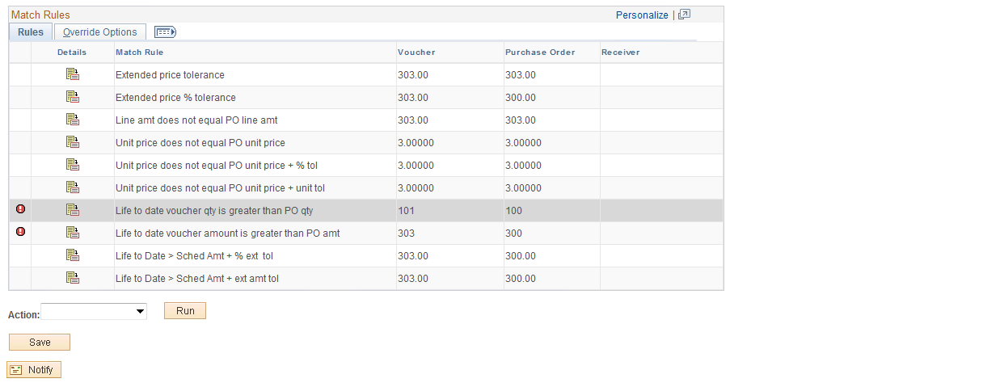 Match Rules Personalize |
Rules Override Options
Details Match Rule Voucher Purchase Order Receiver
Extended price tolerance 303.00 303.00
Extended price % tolerance 303.00 300.00
Line amt does not equal PO line amt 303.00 303.00
Unit price does not equal PO unit price 3.00000 3.00000
Unit price does not equal PO unit price + % tol 3.00000 3.00000
Unit price does not equal PO unit price + unit tol 3.00000 3.00000
Life to date voucher qty is greater than PO qty 101 100
Life to date voucher amount is greater than PO amt 303 300
Life to Date > Sched Amt + % ext tol 303.00 300.00
Life to Date > Sched Amt + ext amt tol 303.00 300.00
Action: Run
Save
Notify